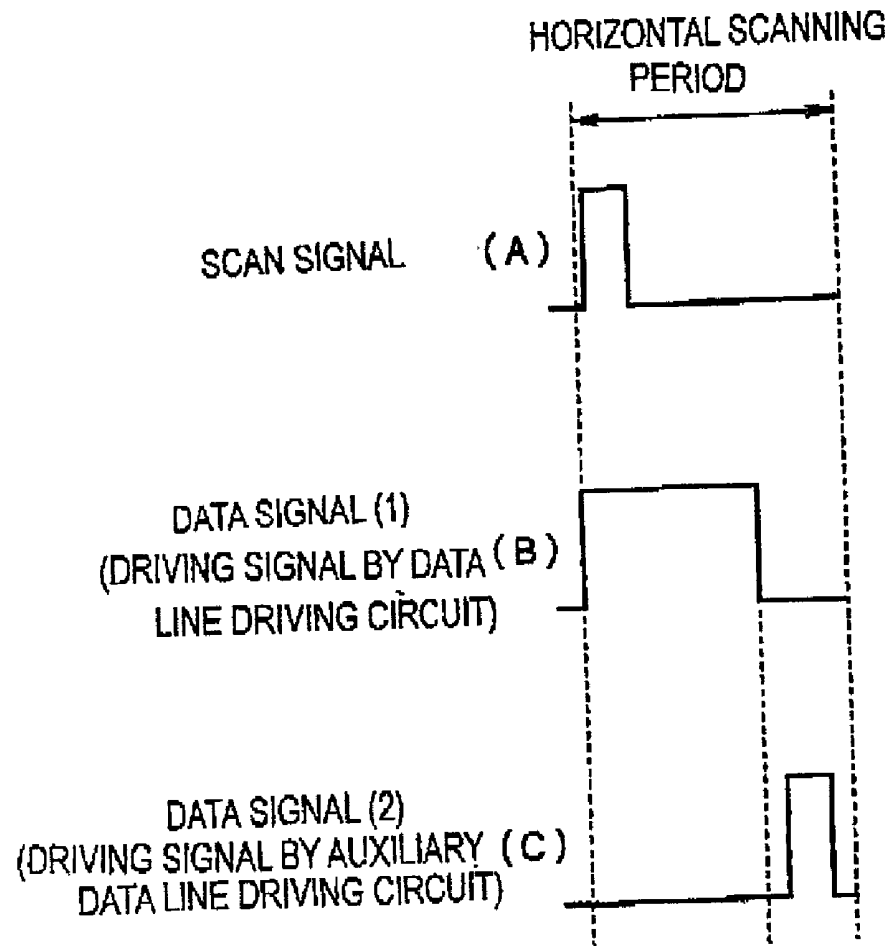 HORIZONTAL SCANNING
PERIOD
SCAN SIGNAL (A)
DATA SIGNAL (1)
(DRIVING SIGNAL BY DATA (B)
LINE DRIVING CIRCUIT)
DATA SIGNAL (2)
(DRIVING SIGNAL BY AUXILIARY (C)
DATA LINE DRIVING CIRCUIT)